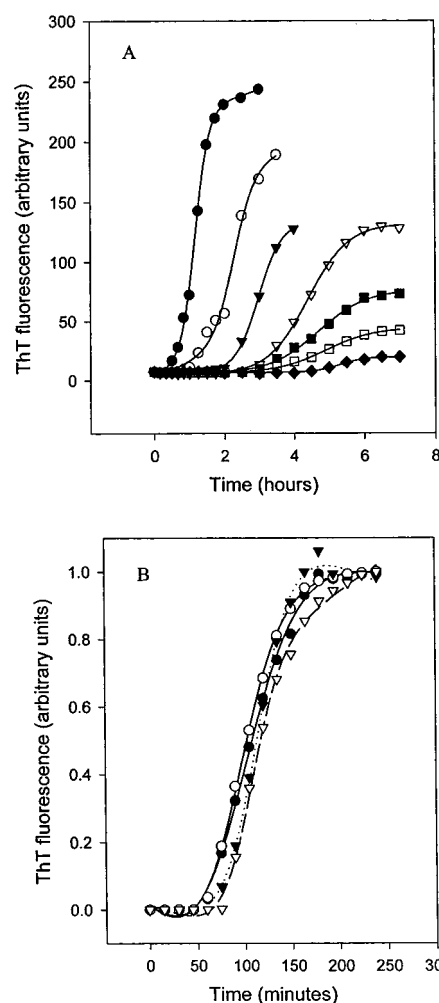 A
ThT fluorescence (arbitrary units)
300
250
200
150
100
50
0
0 2 4 6 8
Time (hours)
B
ThT fluorescence (arbitrary units)
1.0
0.8
0.6
0.4
0.2
0.0
0 50 100 150 200 250 30
Time (minutes)